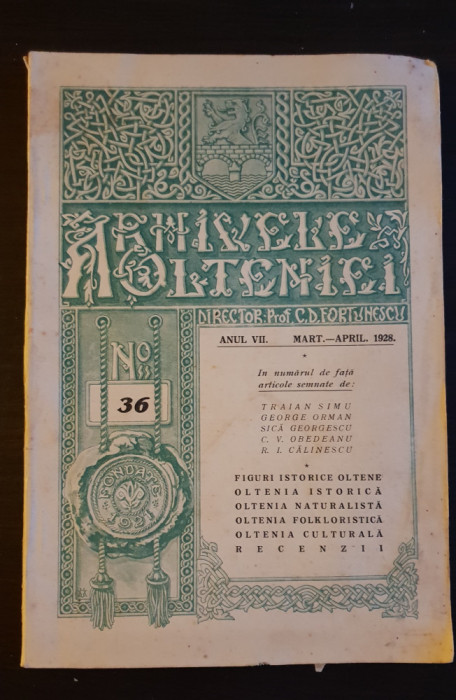 ARHIVELE
OLTENIEI
DIRECTOR: Prof. C. D. FORTUNESCU
ANUL VII. MART.—APRIL. 1928.
No
36
In numărul de față
articole semnate de:
TRAIAN SIMU
GEORGE ORMAN
SICĂ GEORGESCU
C. V. OBEDEANU
R. I. CĂLINESCU
FONDATE
1921
FIGURI ISTORICE OLTENE
OLTENIA ISTORICĂ
OLTENIA NATURALISTĂ
OLTENIA FOLKLORISTICĂ
OLTENIA CULTURALĂ
RECENZII